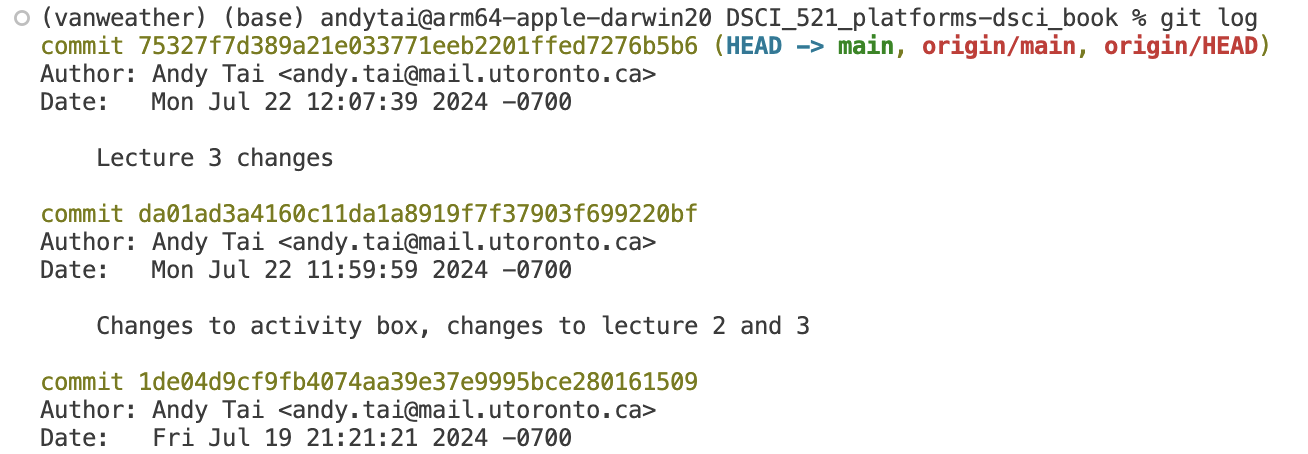 (vanweather) (base) andytai@arm64-apple-darwin20 DSCI_521_platforms-dsci_book % git log
commit 75327f7d389a21e033771eeb2201ffed7276b5b6 (HEAD -> main, origin/main, origin/HEAD)
Author: Andy Tai <andy.tai@mail.utoronto.ca>
Date:   Mon Jul 22 12:07:39 2024 -0700
    Lecture 3 changes
commit da01ad3a4160c11da1a8919f7f37903f699220bf
Author: Andy Tai <andy.tai@mail.utoronto.ca>
Date:   Mon Jul 22 11:59:59 2024 -0700
    Changes to activity box, changes to lecture 2 and 3
commit 1de04d9cf9fb4074aa39e37e9995bce280161509
Author: Andy Tai <andy.tai@mail.utoronto.ca>
Date:   Fri Jul 19 21:21:21 2024 -0700